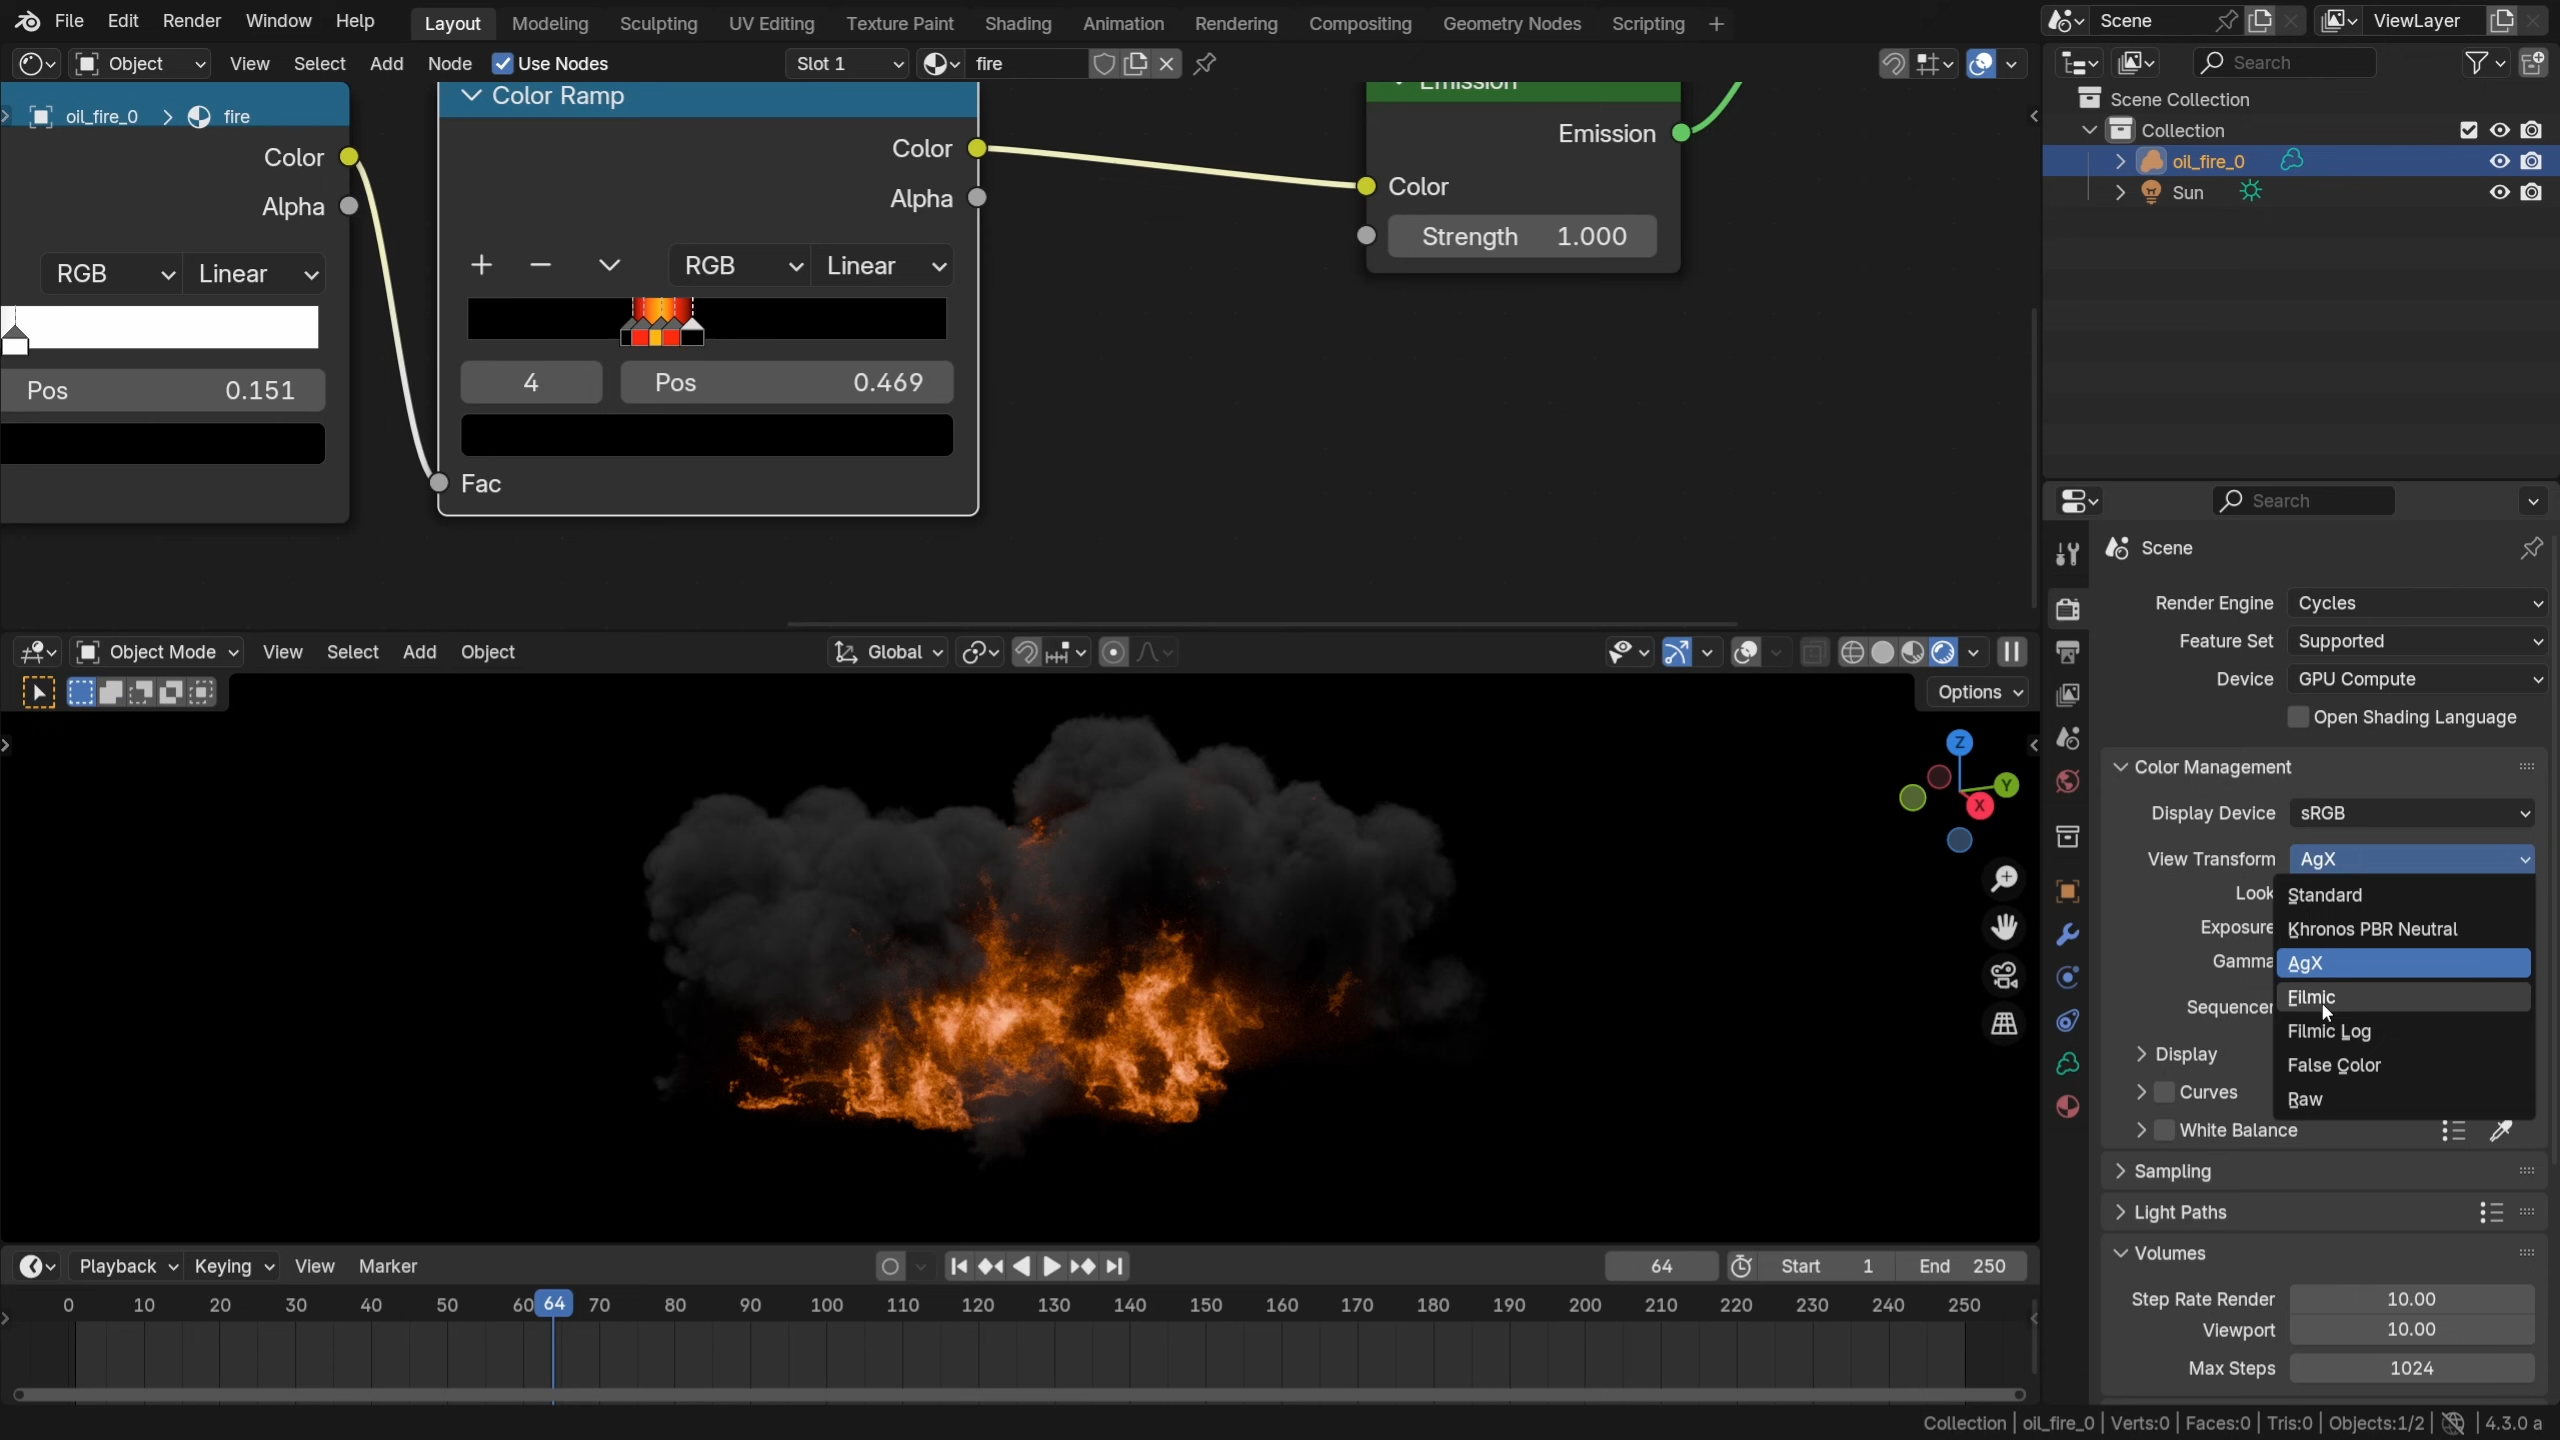 File Edit Render Window Help Layout Modeling Sculpting UV Editing Texture Paint Shading Animation Rendering Compositing Geometry Nodes Scripting + Scene ViewLayer
Object View Select Add Node Use Nodes Slot 1 fire Search
oil_fire_0 > fire
Color
Alpha
RGB Linear
Pos 0.151
Color Ramp
Color
Alpha
RGB Linear
4 Pos 0.469
Fac
Emission
Emission
Color
Strength 1.000
Scene Collection
Collection
oil_fire_0
Sun
Search
Scene
Render Engine Cycles
Feature Set Supported
Device GPU Compute
Open Shading Language
Color Management
Display Device sRGB
View Transform AgX
Look
Exposure
Gamma
Sequencer
Standard
Khronos PBR Neutral
AgX
Filmic
Filmic Log
False Color
Raw
Display
Curves
White Balance
Sampling
Light Paths
Volumes
Step Rate Render 10.00
Viewport 10.00
Max Steps 1024
Object Mode View Select Add Object Global
Options
Z
Y
X
Playback Keying View Marker 64 Start 1 End 250
0 10 20 30 40 50 60 64 70 80 90 100 110 120 130 140 150 160 170 180 190 200 210 220 230 240 250
Collection | oil_fire_0 | Verts:0 | Faces:0 | Tris:0 | Objects:1/2 | 4.3.0 a